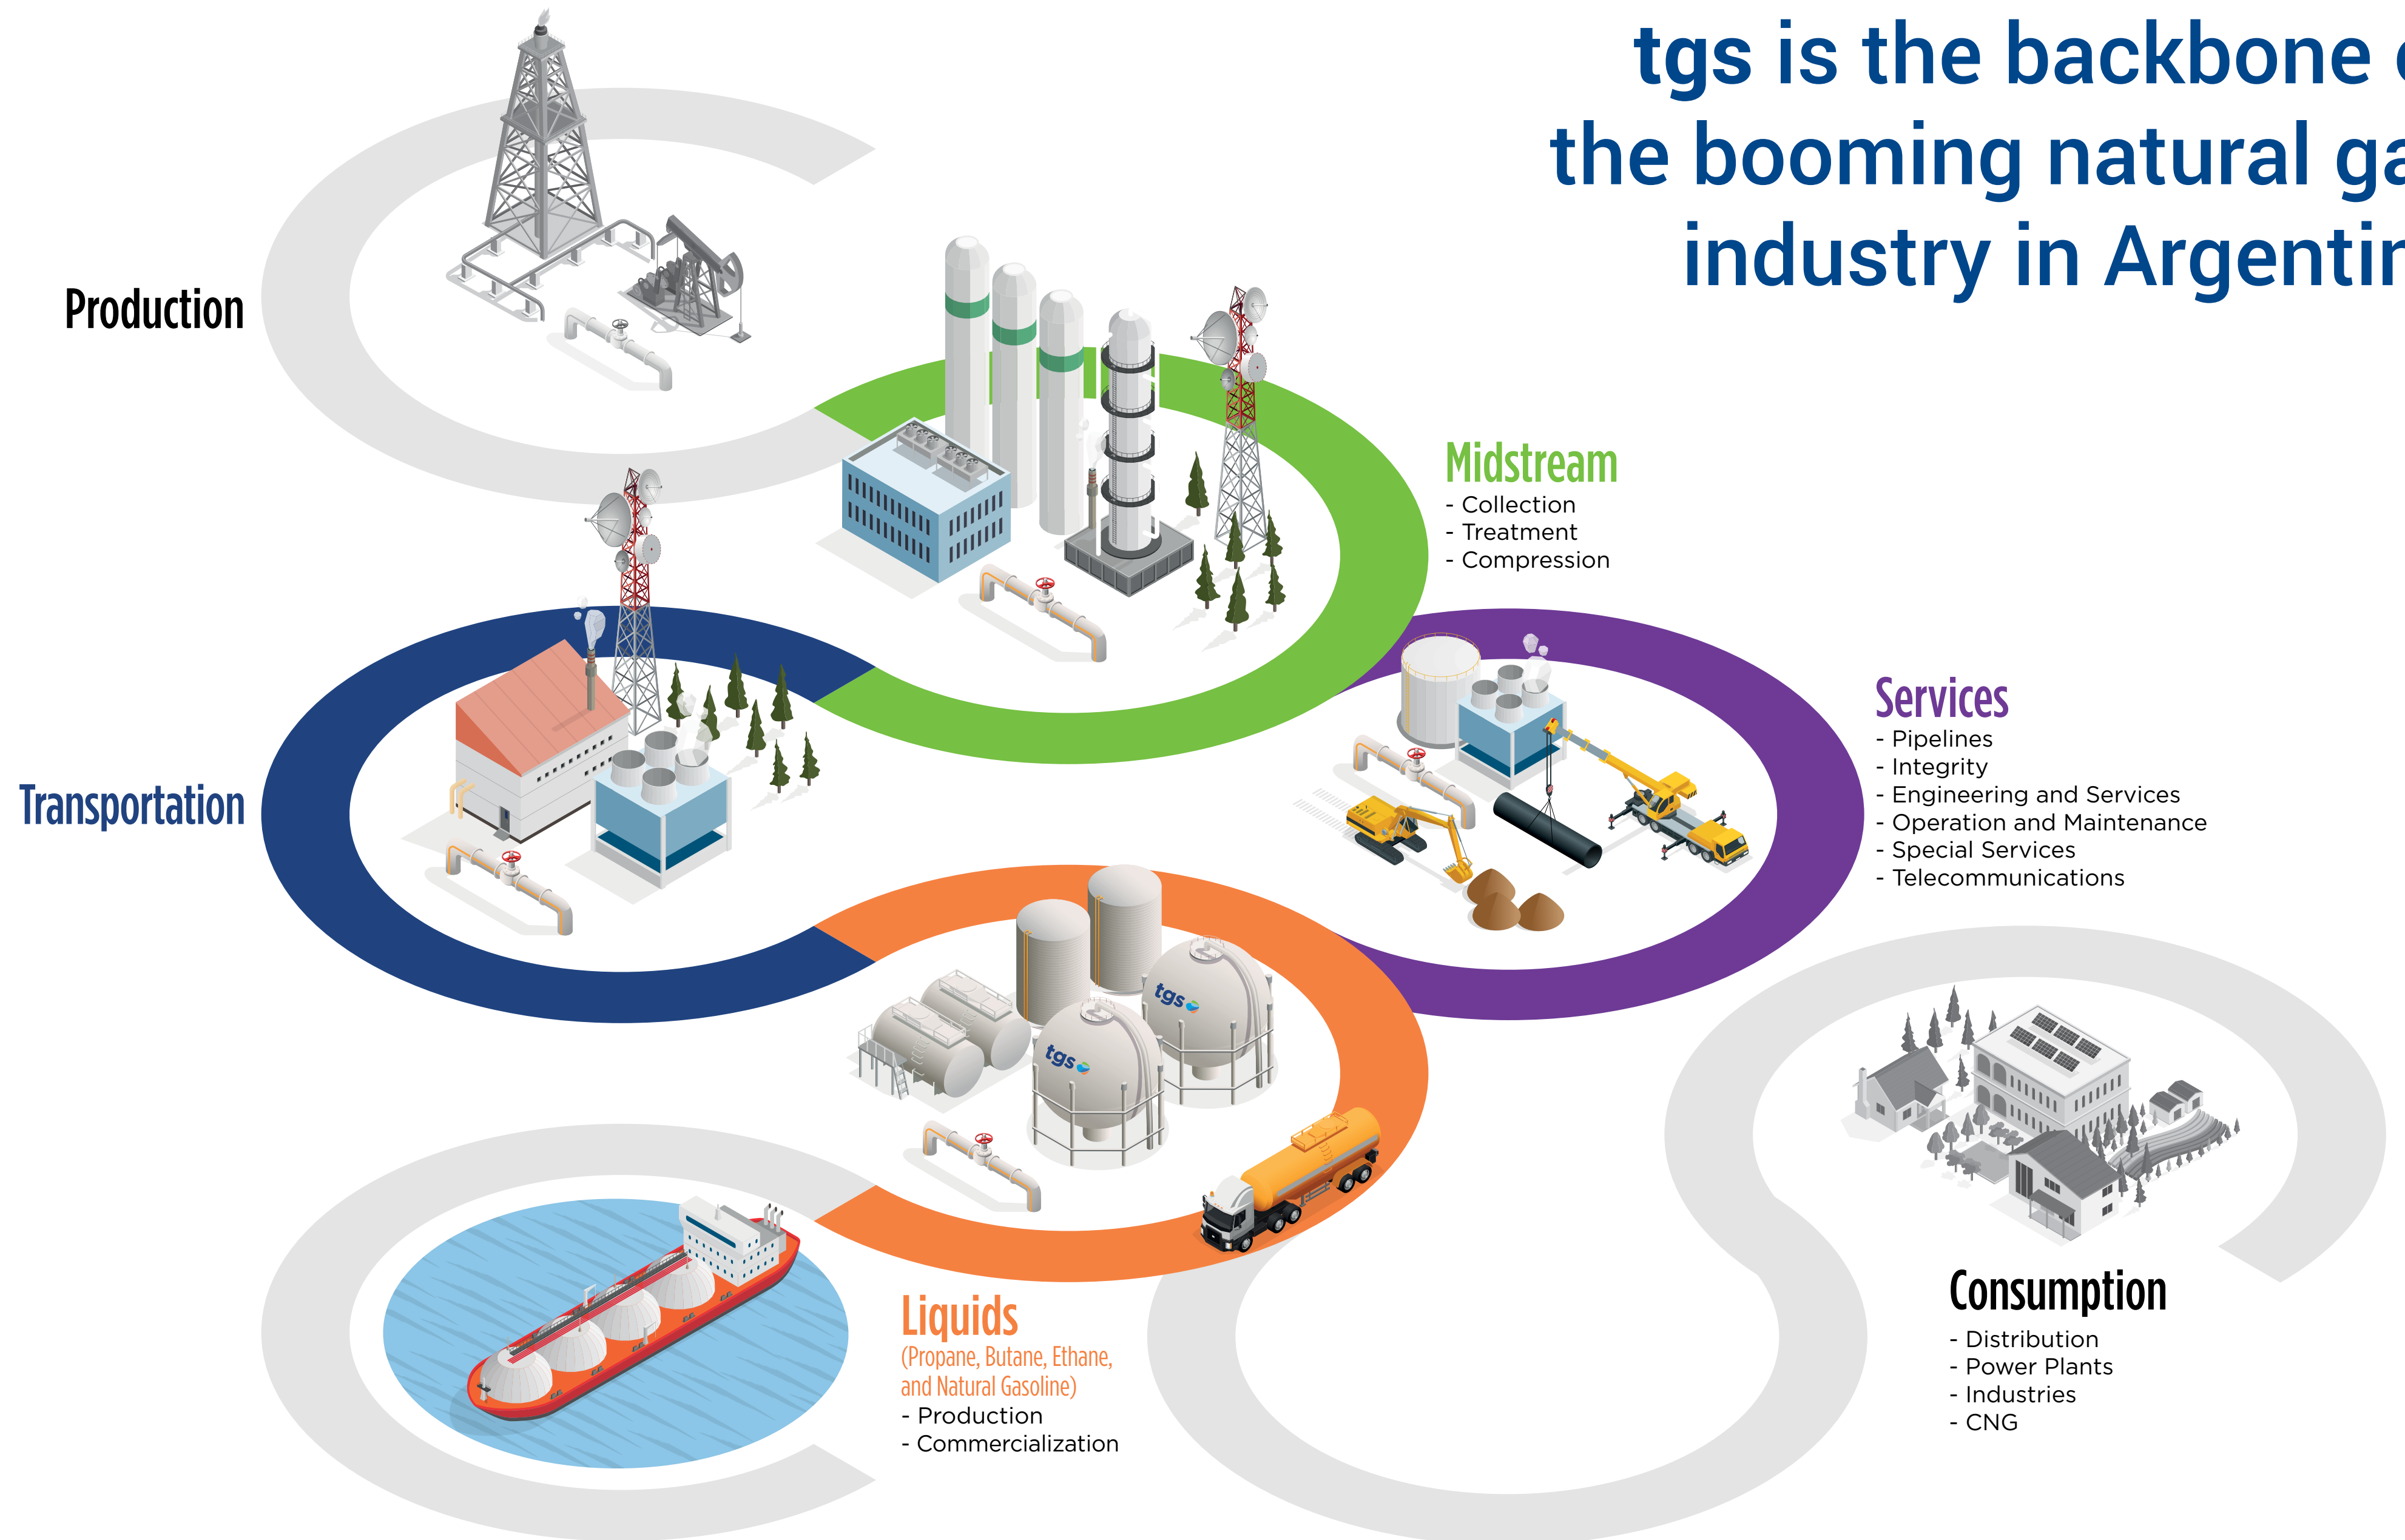 tgs is the backbone
the booming natural
industry in
Production
Midstream
- Collection
- Treatment
- Compression
Services
- Pipelines
- Integrity
- Engineering and Services
- Operation and Maintenance
- Special Services
- Telecommunications
Transportation
tgs
tgs
Liquids
(Propane, Butane, Ethane,
and Natural Gasoline)
- Production
- Commercialization
Consumption
- Distribution
- Power Plants
- Industries
- CNG